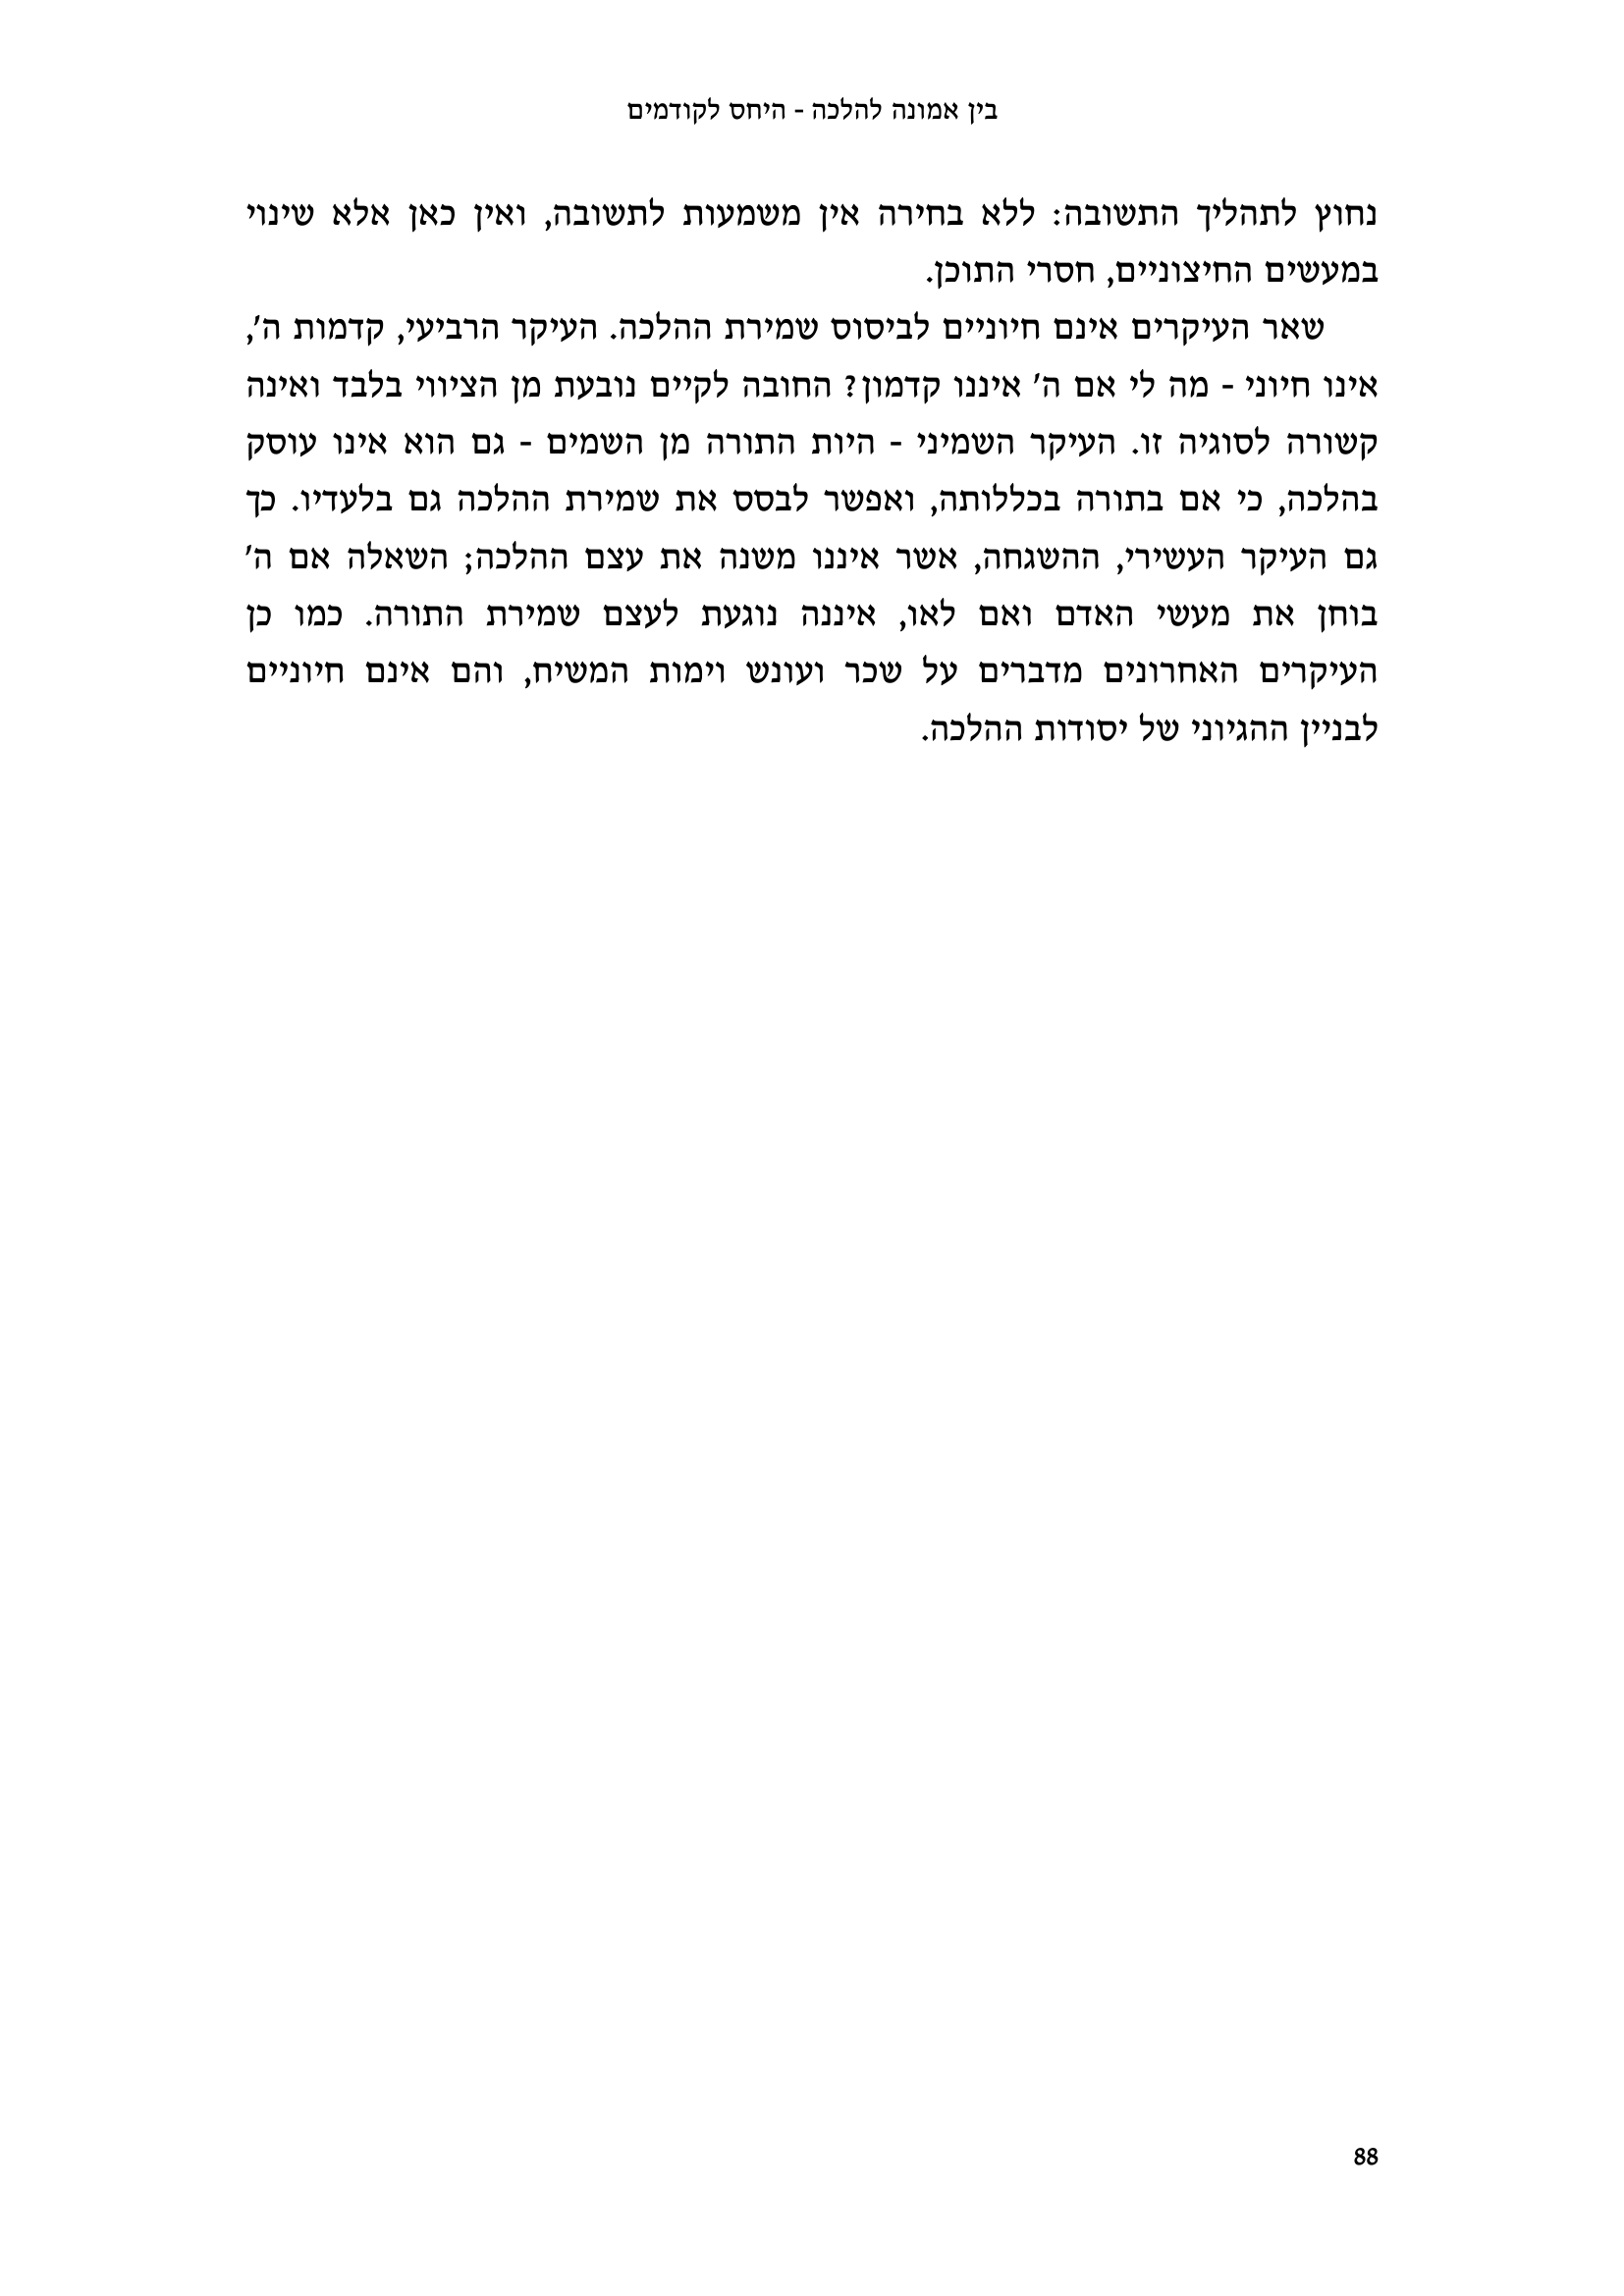 בין אמונה להלכה - היחס לקודמים
נחוץ לתהליך התשובה: ללא בחירה אין משמעות לתשובה, ואין כאן אלא שינוי
במעשים החיצוניים, חסרי התוכן.
שאר העיקרים אינם חיוניים לביסוס שמירת ההלכה. העיקר הרביעי, קדמות ה',
אינו חיוני - מה לי אם ה' איננו קדמון? החובה לקיים נובעת מן הציווי בלבד ואינה
קשורה לסוגיה זו. העיקר השמיני - היות התורה מן השמים - גם הוא אינו עוסק
בהלכה, כי אם בתורה בכללותה, ואפשר לבסס את שמירת ההלכה גם בלעדיו. כך
גם העיקר העשירי, ההשגחה, אשר איננו משנה את עצם ההלכה; השאלה אם ה'
בוחן את מעשי האדם ואם לאו, איננה נוגעת לעצם שמירת התורה. כמו כן
העיקרים האחרונים מדברים על שכר ועונש וימות המשיח, והם אינם חיוניים
לבניין ההגיוני של יסודות ההלכה.
88